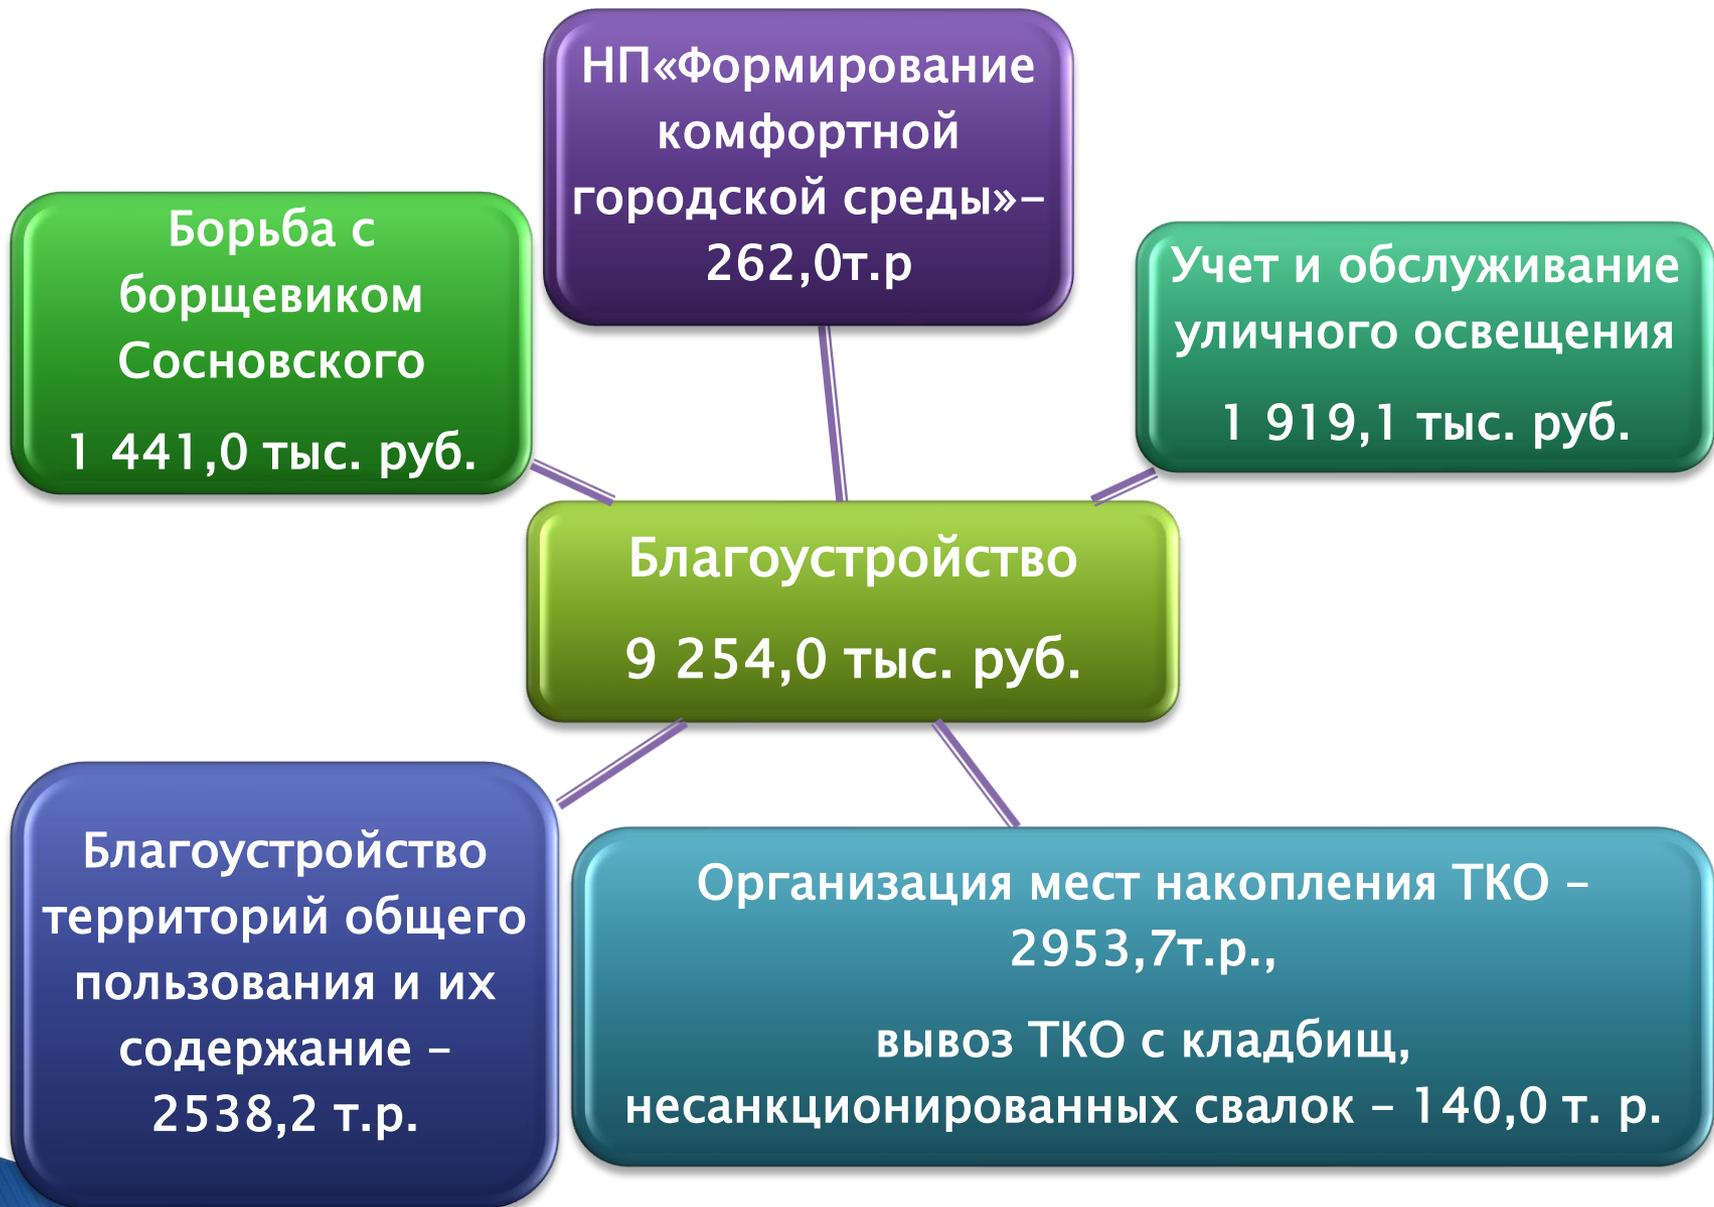 НП«Формирование
комфортной
городской среды»–
262,0т.р
Борьба с
борщевиком
Сосновского
1 441,0 тыс. руб.
Учет и обслуживание
уличного освещения
1 919,1 тыс. руб.
Благоустройство
9 254,0 тыс. руб.
Благоустройство
территорий общего
пользования и их
содержание –
2538,2 т.р.
Организация мест накопления ТКО –
2953,7т.р.,
вывоз ТКО с кладбищ,
несанкционированных свалок – 140,0 т. р.